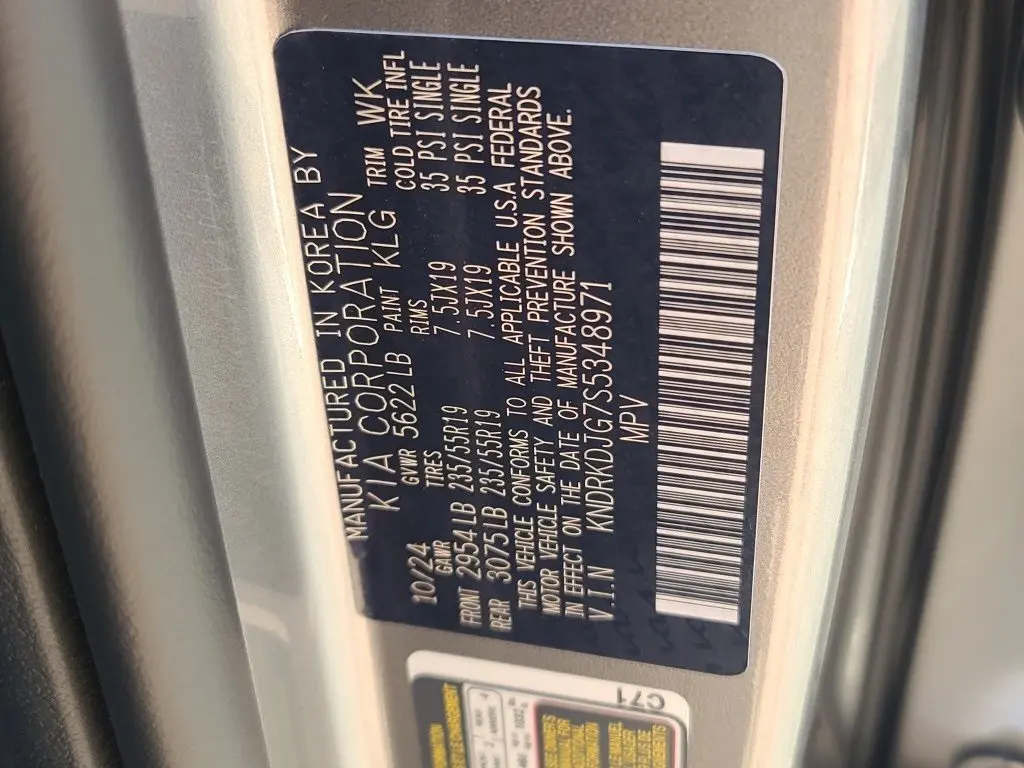 MANUFACTURED IN KOREA BY
KIA CORPORATION
10/24 GVWR 5622 LB PAINT KLG TRIM WK
GAWR TIRES RIMS COLD TIRE INFL
FRONT 2954 LB 235/55R19 7.5JX19 35 PSI SINGLE
REAR 3075 LB 235/55R19 7.5JX19 35 PSI SINGLE
THIS VEHICLE CONFORMS TO ALL APPLICABLE U.S.A FEDERAL
MOTOR VEHICLE SAFETY AND THEFT PREVENTION STANDARDS
IN EFFECT ON THE DATE OF MANUFACTURE SHOWN ABOVE.
V.I.N KNDRKDJG7S5348971
MPV
C71